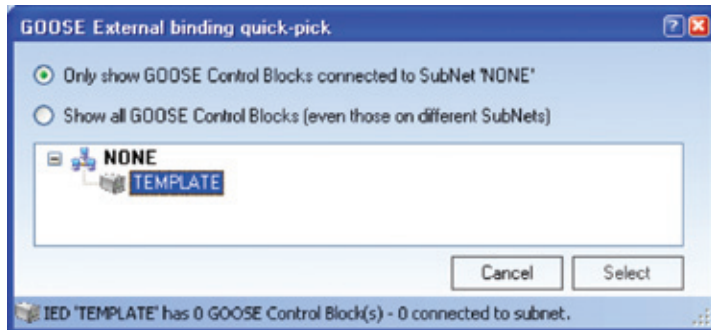 GOOSE External binding quick-pick
Only show GOOSE Control Blocks connected to SubNet 'NONE'
Show all GOOSE Control Blocks (even those on different SubNets)
NONE
TEMPLATE
Cancel Select
IED 'TEMPLATE' has 0 GOOSE Control Block(s) - 0 connected to subnet.